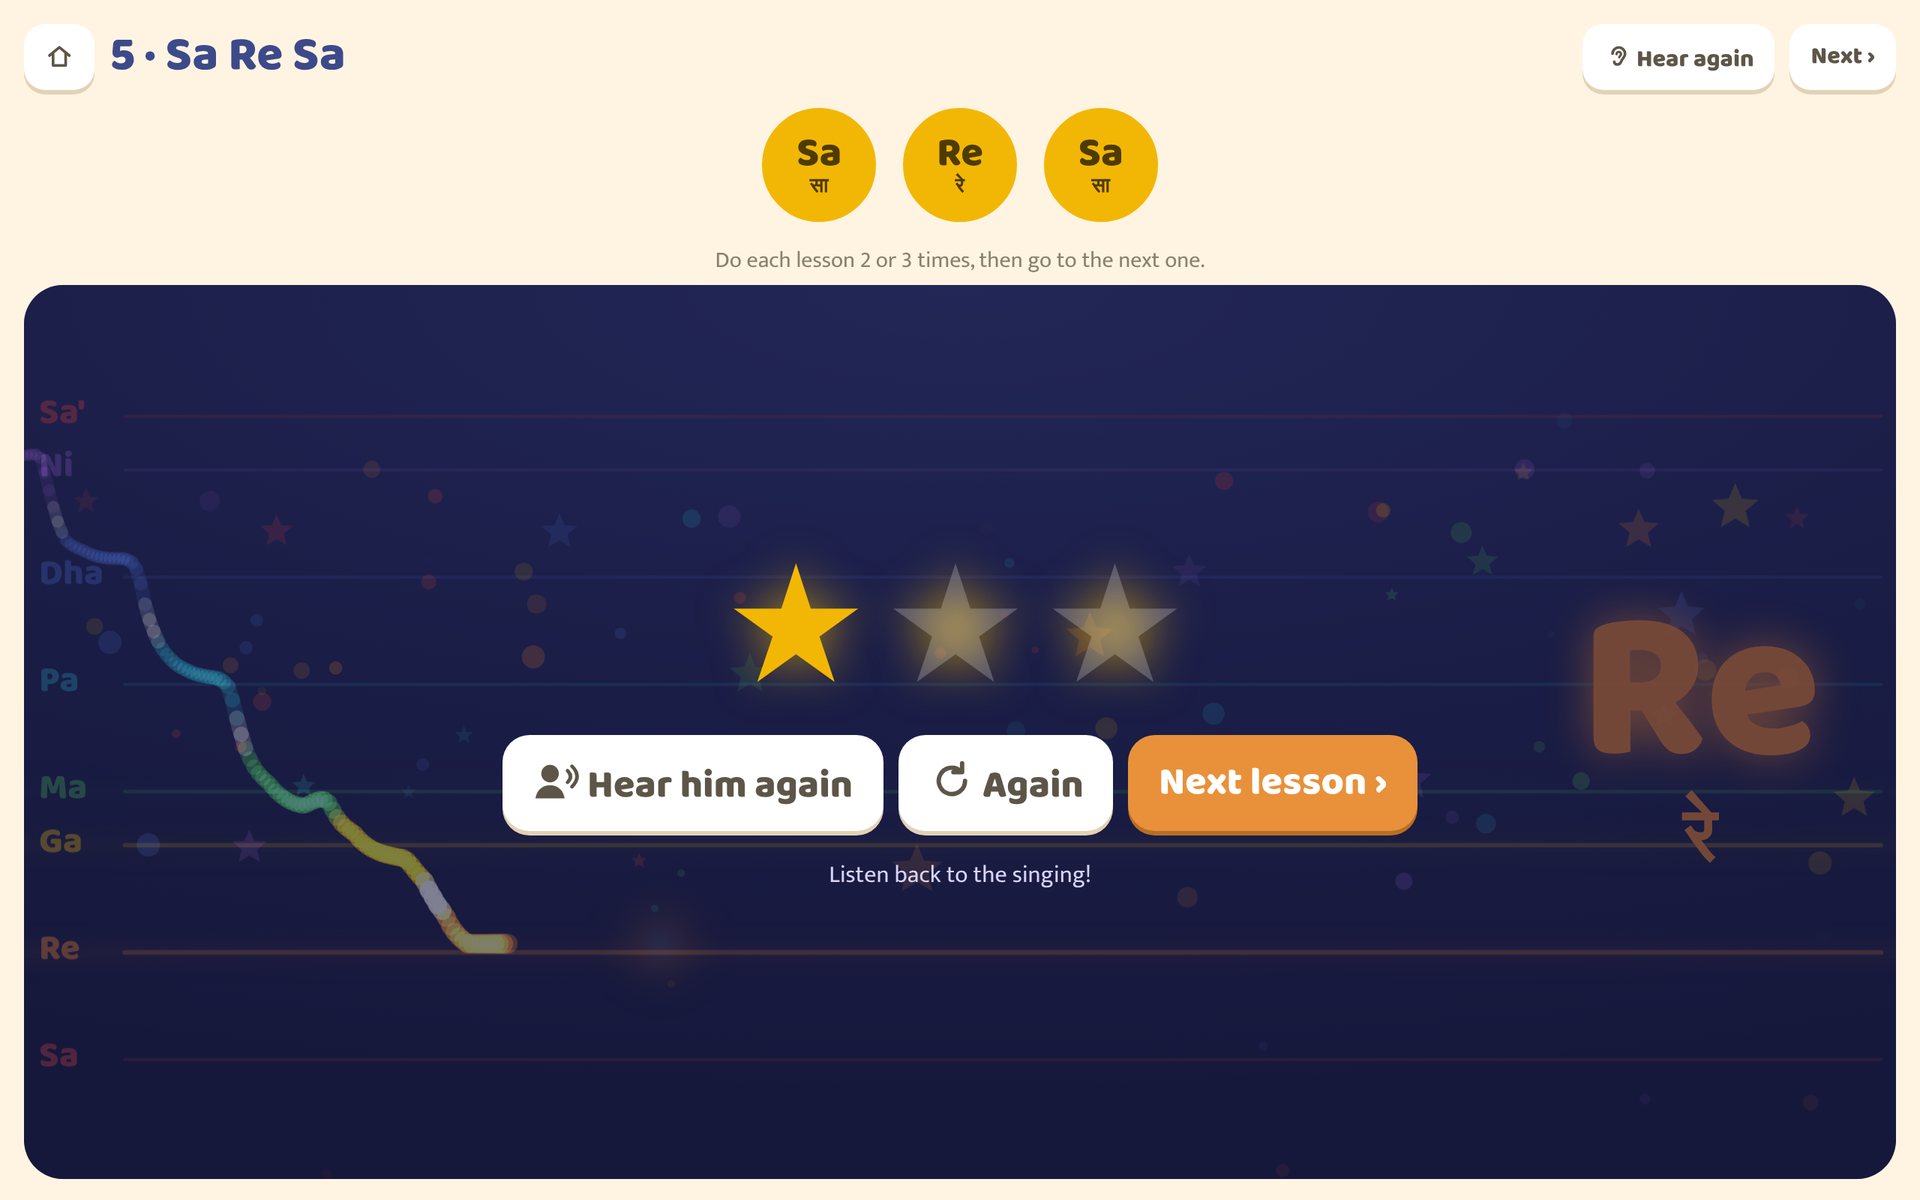 5 • Sa Re Sa
Hear again
Next ›
Sa Re Sa
सा रे सा
Do each lesson 2 or 3 times, then go to the next one.
Sa'
Ni
Dha
Pa
Ma
Ga
Re
Sa
Re
रे
Hear him again
Again
Next lesson ›
Listen back to the singing!